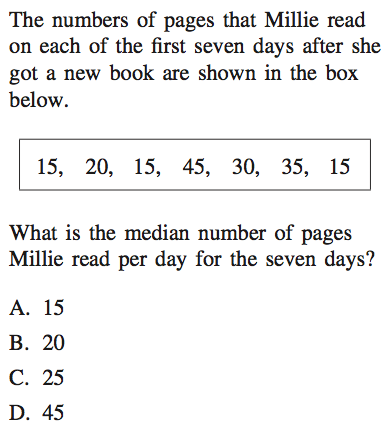 The numbers of pages that Millie read
on each of the first seven days after she
got a new book are shown in the box
below.
15, 20, 15, 45, 30, 35, 15
What is the median number of pages
Millie read per day for the seven days?
A. 15
B. 20
C. 25
D. 45